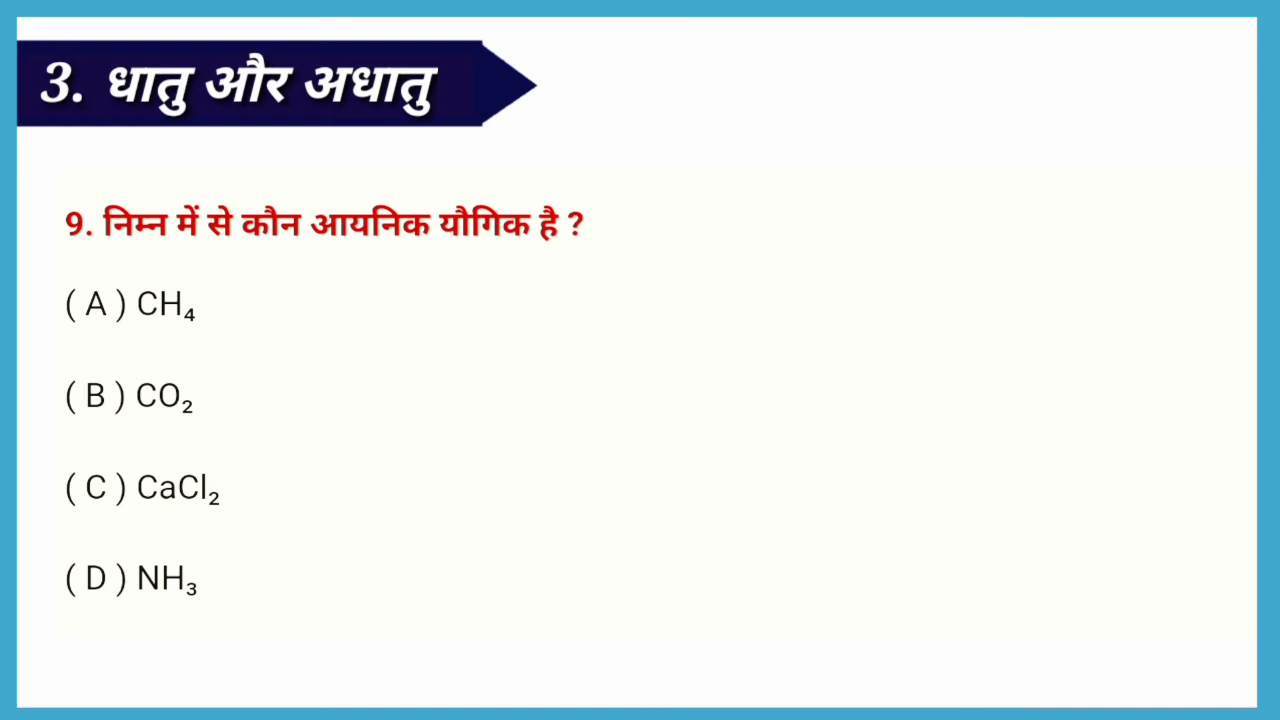 3. धातु और अधातु
9. निम्न में से कौन आयनिक यौगिक है ?
( A ) CH₄
( B ) CO₂
( C ) CaCl₂
( D ) NH₃